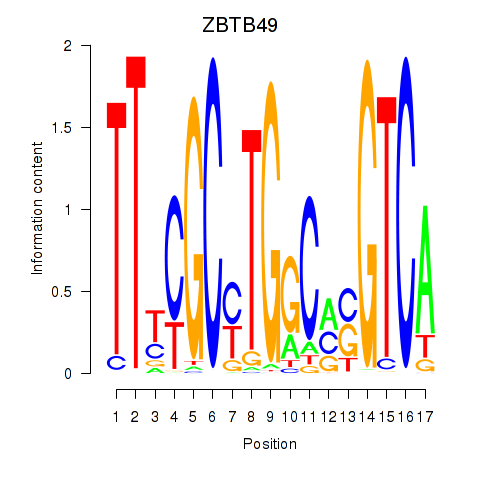 ZBTB49
Information content
2
1.5
1
0.5
0
T C
T
T C G A
C T
G T A C
C
C T G
T G A C
G A T
G A T C
C A T G
A C G
C G T
G
T C
C
A T G
1 2 3 4 5 6 7 8 9 10 11 12 13 14 15 16 17
Position